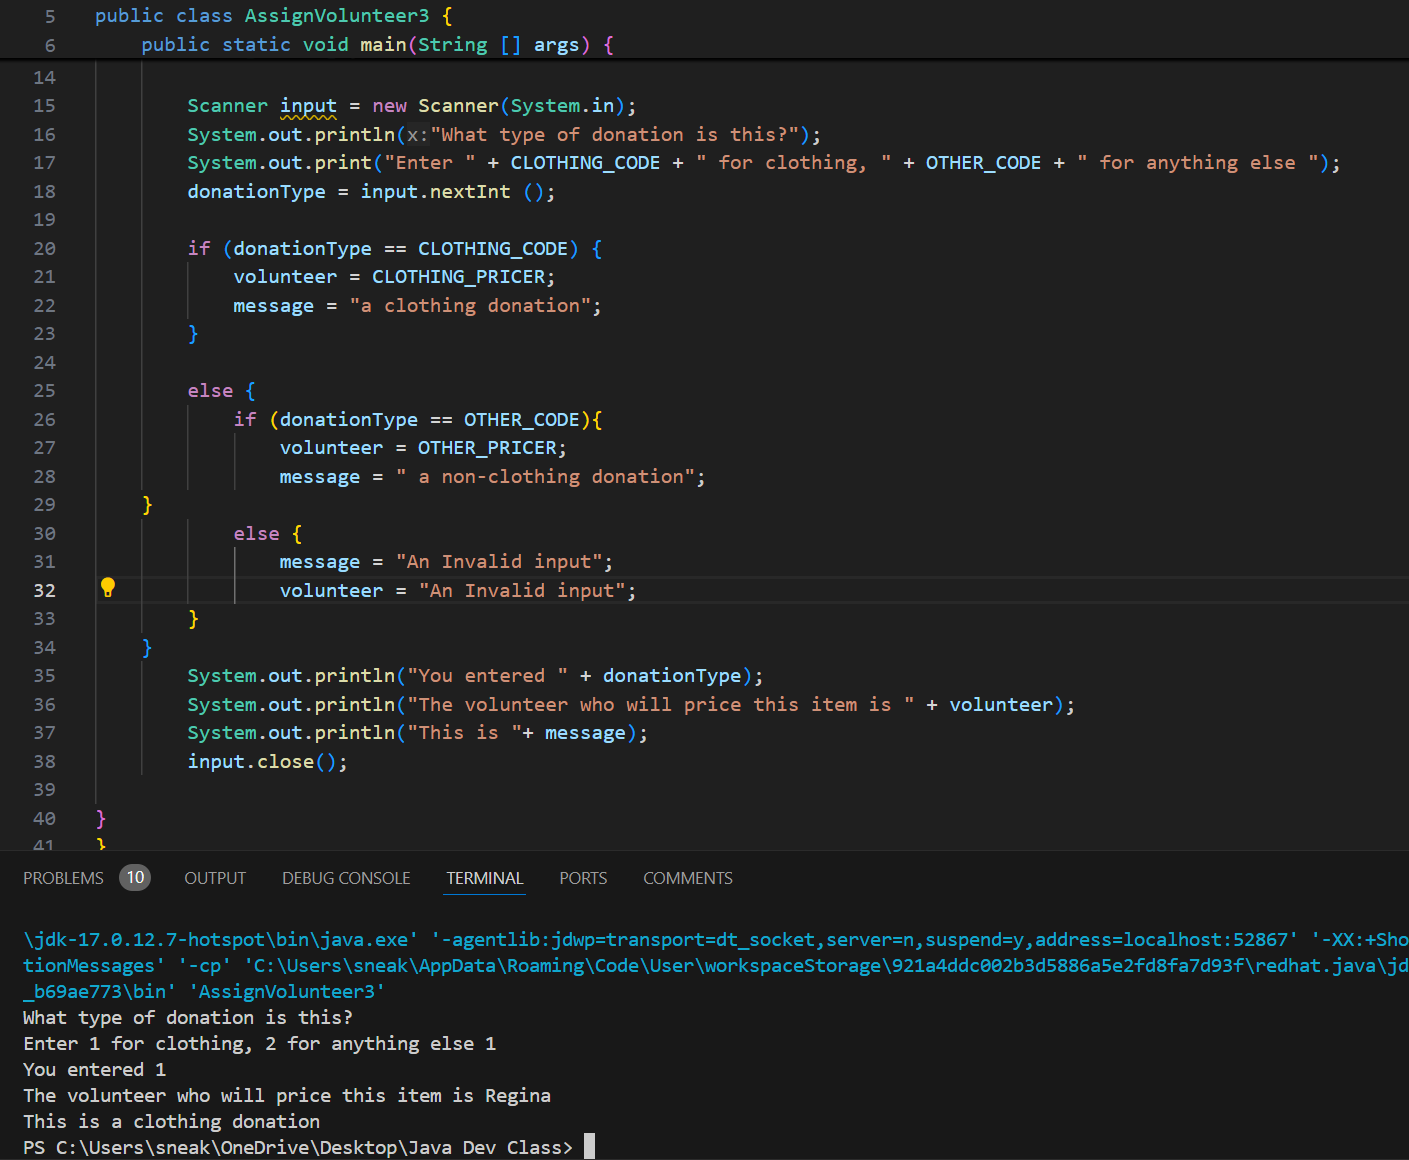 5 public class AssignVolunteer3 {
6 public static void main(String [] args) {
14
15 Scanner input = new Scanner(System.in);
16 System.out.println(x:"What type of donation is this?");
17 System.out.print("Enter " + CLOTHING_CODE + " for clothing, " + OTHER_CODE + " for anything else ");
18 donationType = input.nextInt ();
19
20 if (donationType == CLOTHING_CODE) {
21 volunteer = CLOTHING_PRICER;
22 message = "a clothing donation";
23 }
24
25 else {
26 if (donationType == OTHER_CODE){
27 volunteer = OTHER_PRICER;
28 message = " a non-clothing donation";
29 }
30 else {
31 message = "An Invalid input";
32 volunteer = "An Invalid input";
33 }
34 }
35 System.out.println("You entered " + donationType);
36 System.out.println("The volunteer who will price this item is " + volunteer);
37 System.out.println("This is "+ message);
38 input.close();
39
40 }
41 }
PROBLEMS 10 OUTPUT DEBUG CONSOLE TERMINAL PORTS COMMENTS
\jdk-17.0.12.7-hotspot\bin\java.exe' '-agentlib:jdwp=transport=dt_socket,server=n,suspend=y,address=localhost:52867' '-XX:+Sho
tionMessages' '-cp' 'C:\Users\sneak\AppData\Roaming\Code\User\workspaceStorage\921a4ddc002b3d5886a5e2fd8fa7d93f\redhat.java\jd
_b69ae773\bin' 'AssignVolunteer3'
What type of donation is this?
Enter 1 for clothing, 2 for anything else 1
You entered 1
The volunteer who will price this item is Regina
This is a clothing donation
PS C:\Users\sneak\OneDrive\Desktop\Java Dev Class>